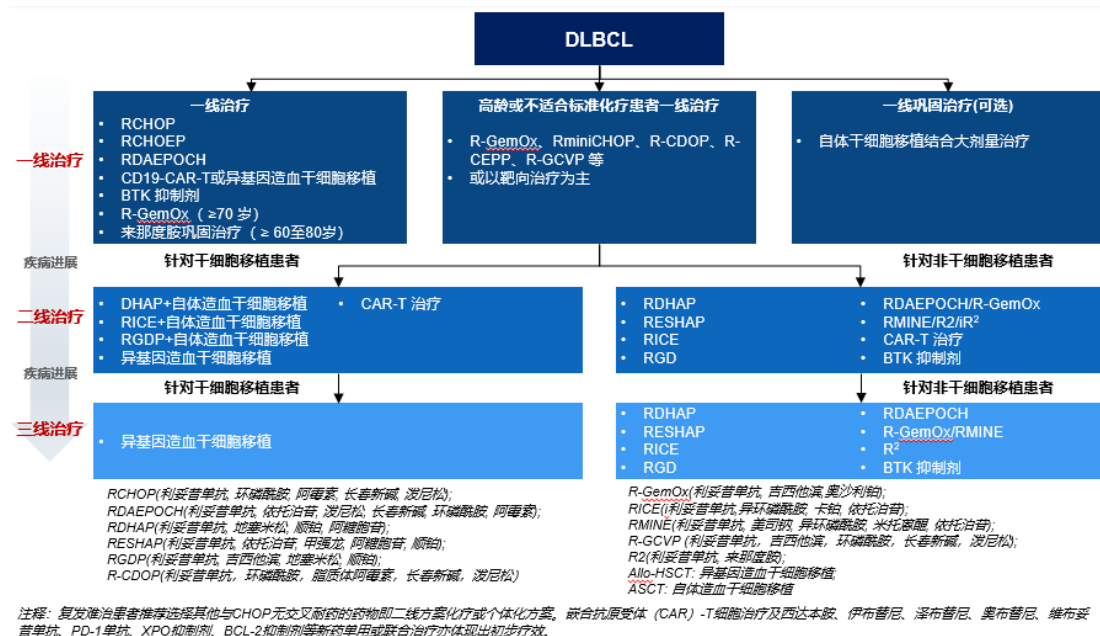 DLBCL
一线治疗
一线治疗
• RCHOP
• RCHOEP
• RDAEPOCH
• CD19-CAR-T或异基因造血干细胞移植
• BTK 抑制剂
• R-GemOx（≥70 岁）
• 来那度胺巩固治疗（≥ 60至80岁）
高龄或不适合标准化疗患者一线治疗
• R-GemOx、RminiCHOP、R-CDOP、R-
CEPP、R-GCVP 等
• 或以靶向治疗为主
一线巩固治疗(可选)
• 自体干细胞移植结合大剂量治疗
疾病进展
针对干细胞移植患者
针对非干细胞移植患者
二线治疗
• DHAP+自体造血干细胞移植
• RICE+自体造血干细胞移植
• RGDP+自体造血干细胞移植
• 异基因造血干细胞移植
• CAR-T 治疗
• RDHAP
• RESHAP
• RICE
• RGD
• RDAEPOCH/R-GemOx
• RMINE/R2/iR²
• CAR-T 治疗
• BTK 抑制剂
疾病进展
针对干细胞移植患者
针对非干细胞移植患者
三线治疗
• 异基因造血干细胞移植
• RDHAP
• RESHAP
• RICE
• RGD
• RDAEPOCH
• R-GemOx/RMINE
• R²
• BTK 抑制剂
RCHOP(利妥昔单抗, 环磷酰胺, 阿霉素, 长春新碱, 泼尼松);
RDAEPOCH(利妥昔单抗, 依托泊苷, 泼尼松, 长春新碱, 环磷酰胺, 阿霉素);
RDHAP(利妥昔单抗, 地塞米松, 顺铂, 阿糖胞苷);
RESHAP(利妥昔单抗, 依托泊苷, 甲强龙, 阿糖胞苷, 顺铂);
RGDP(利妥昔单抗, 吉西他滨, 地塞米松, 顺铂);
R-CDOP(利妥昔单抗，环磷酰胺，脂质体阿霉素，长春新碱，泼尼松)
R-GemOx(利妥昔单抗, 吉西他滨,奥沙利铂);
RICE(i利妥昔单抗,异环磷酰胺, 卡铂, 依托泊苷);
RMINE(利妥昔单抗, 美司钠, 异环磷酰胺, 米托蒽醌, 依托泊苷);
R-GCVP(利妥昔单抗，吉西他滨，环磷酰胺，长春新碱，泼尼松);
R2(利妥昔单抗, 来那度胺);
Allo-HSCT: 异基因造血干细胞移植;
ASCT: 自体造血干细胞移植
注释：复发难治患者推荐选择其他与CHOP无交叉耐药的药物即二线方案化疗或个体化方案。嵌合抗原受体（CAR）-T细胞治疗及西达本胺、伊布替尼、泽布替尼、奥布替尼、维布妥
昔单抗、PD-1单抗、XPO抑制剂、BCL-2抑制剂等新药单用或联合治疗亦体现出初步疗效。